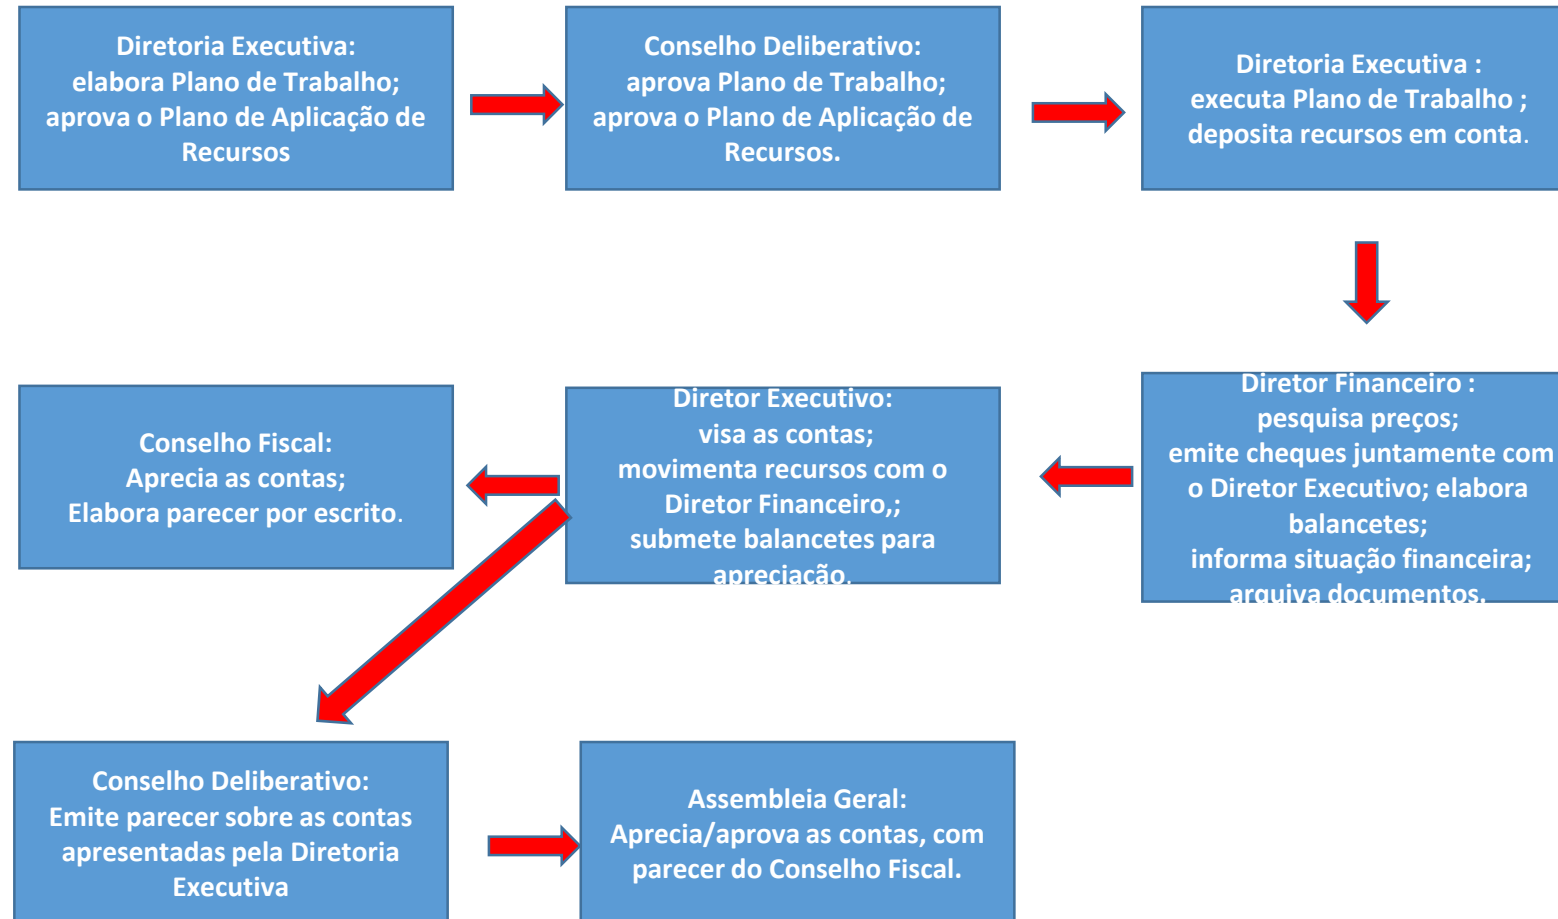 Diretoria Executiva:
elabora Plano de Trabalho;
aprova o Plano de Aplicação de
Recursos
Conselho Deliberativo:
aprova Plano de Trabalho;
aprova o Plano de Aplicação de
Recursos.
Diretoria Executiva :
executa Plano de Trabalho ;
deposita recursos em conta.
Conselho Fiscal:
Aprecia as contas;
Elabora parecer por escrito.
Diretor Executivo:
visa as contas;
movimenta recursos com o
Diretor Financeiro,;
submete balancetes para
apreciação.
Diretor Financeiro :
pesquisa preços;
emite cheques juntamente com
o Diretor Executivo; elabora
balancetes;
informa situação financeira;
arquiva documentos.
Conselho Deliberativo:
Emite parecer sobre as contas
apresentadas pela Diretoria
Executiva
Assembleia Geral:
Aprecia/aprova as contas, com
parecer do Conselho Fiscal.